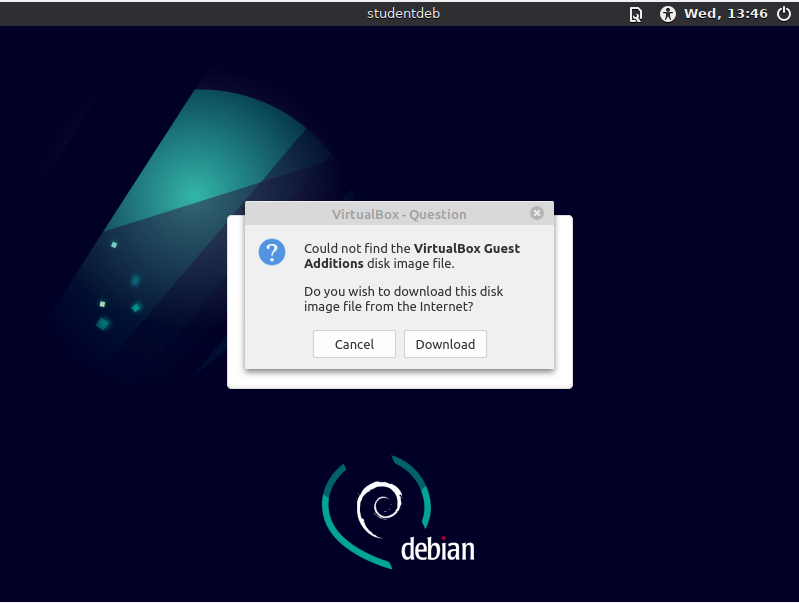 studentdeb
Wed, 13:46
VirtualBox - Question
Could not find the VirtualBox Guest
Additions disk image file.
Do you wish to download this disk
image file from the Internet?
Cancel
Download
debian